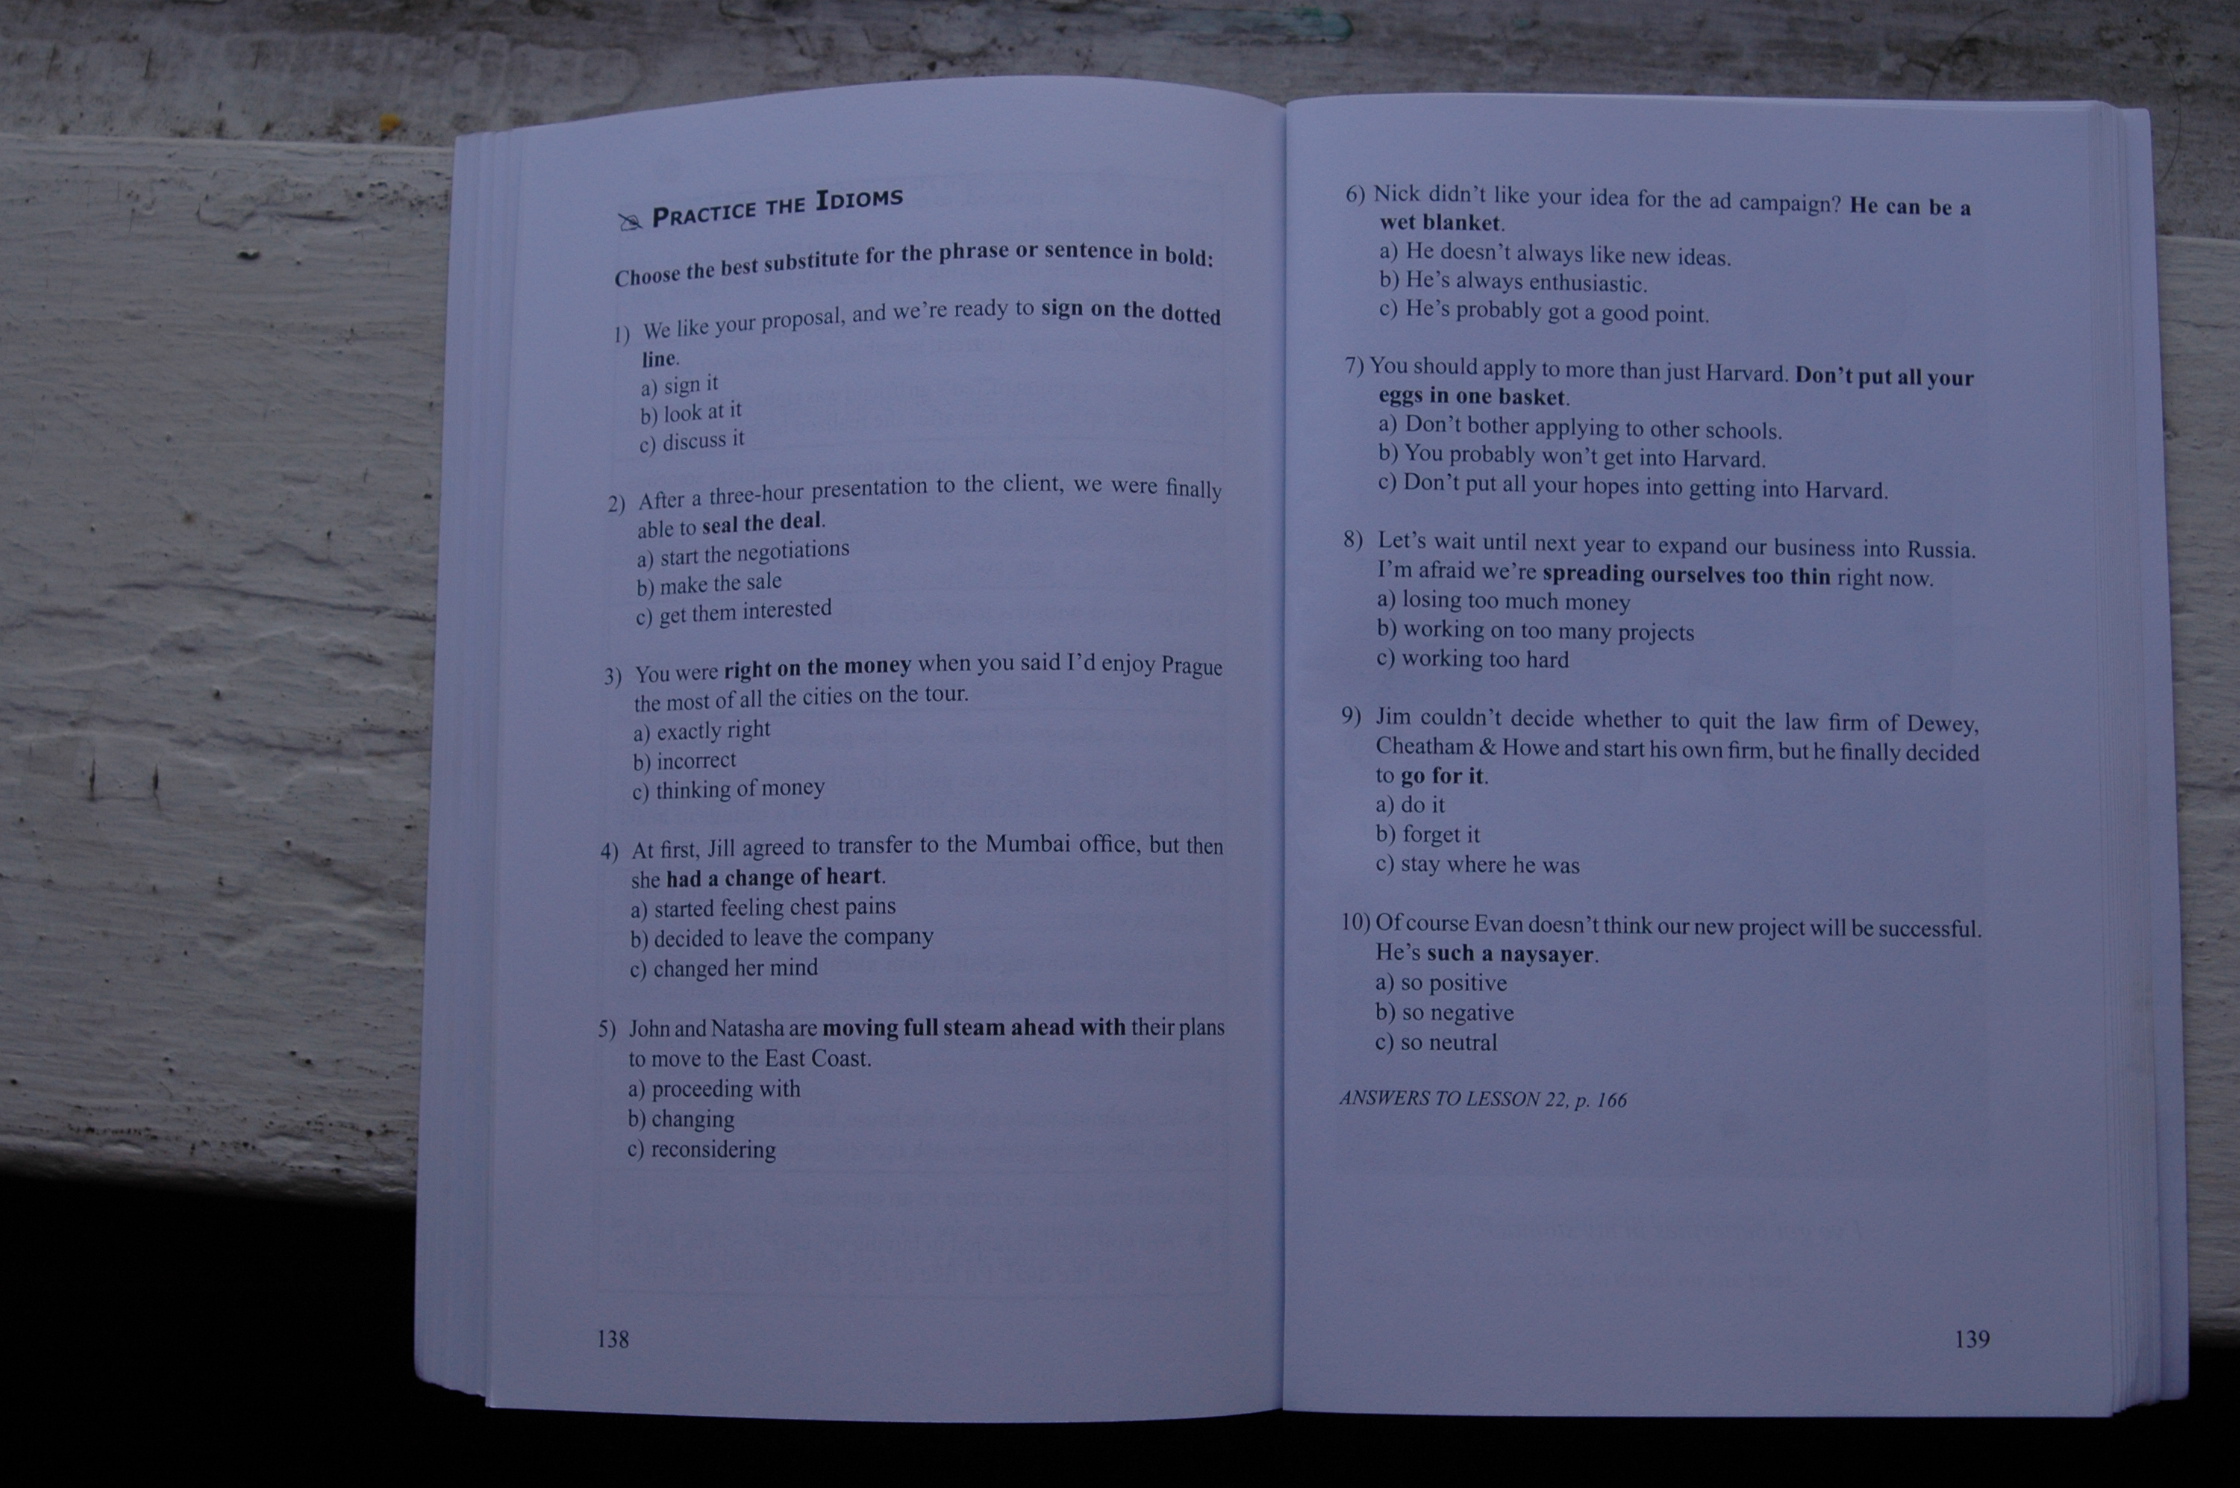 PRACTICE THE IDIOMS
Choose the best substitute for the phrase or sentence in bold:
1) We like your proposal, and we're ready to sign on the dotted
line.
a) sign it
b) look at it
c) discuss it
2) After a three-hour presentation to the client, we were finally
able to seal the deal.
a) start the negotiations
b) make the sale
c) get them interested
3) You were right on the money when you said I'd enjoy Prague
the most of all the cities on the tour.
a) exactly right
b) incorrect
c) thinking of money
4) At first, Jill agreed to transfer to the Mumbai office, but then
she had a change of heart.
a) started feeling chest pains
b) decided to leave the company
c) changed her mind
5) John and Natasha are moving full steam ahead with their plans
to move to the East Coast.
a) proceeding with
b) changing
c) reconsidering
138
6) Nick didn't like your idea for the ad campaign? He can be a
wet blanket.
a) He doesn't always like new ideas.
b) He's always enthusiastic.
c) He's probably got a good point.
7) You should apply to more than just Harvard. Don't put all your
eggs in one basket.
a) Don't bother applying to other schools.
b) You probably won't get into Harvard.
c) Don't put all your hopes into getting into Harvard.
8) Let's wait until next year to expand our business into Russia.
I'm afraid we're spreading ourselves too thin right now.
a) losing too much money
b) working on too many projects
c) working too hard
9) Jim couldn't decide whether to quit the law firm of Dewey,
Cheatham & Howe and start his own firm, but he finally decided
to go for it.
a) do it
b) forget it
c) stay where he was
10) Of course Evan doesn't think our new project will be successful.
He's such a naysayer.
a) so positive
b) so negative
c) so neutral
ANSWERS TO LESSON 22, p. 166
139